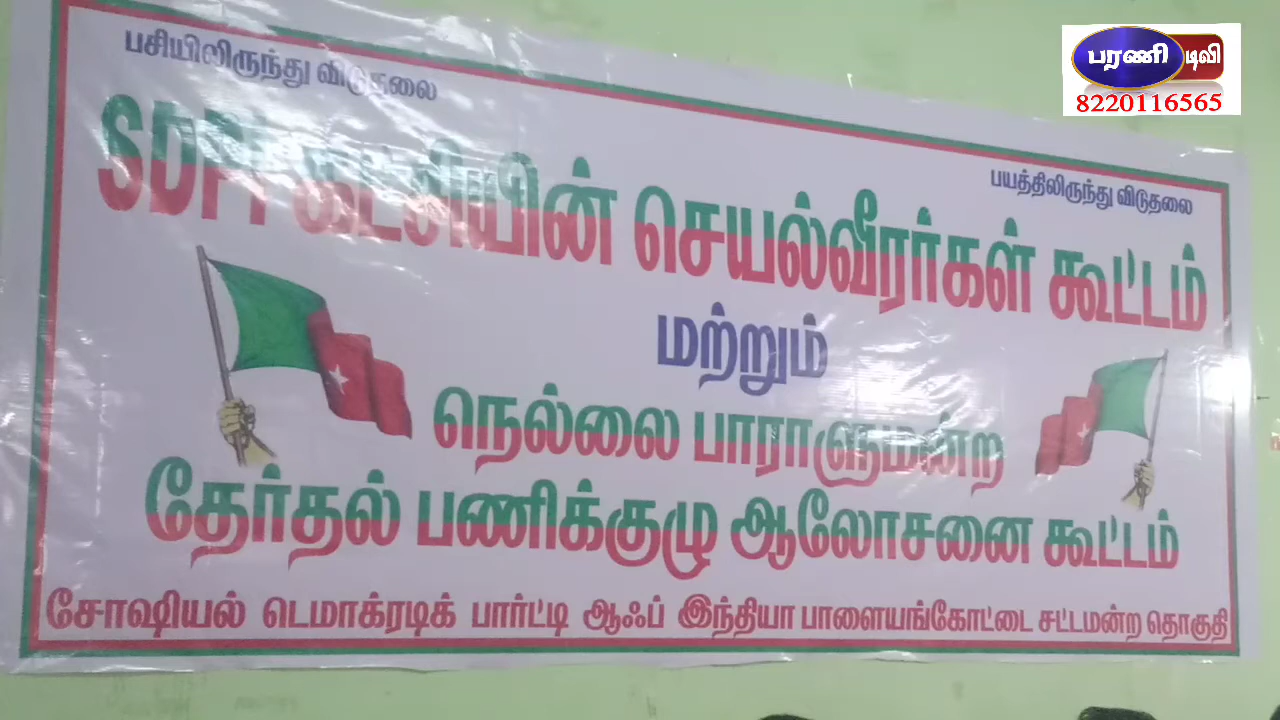 பரணி டிவி
8220116565
பசியிலிருந்து விடுதலை
பயத்திலிருந்து விடுதலை
SDPI கட்சியின் செயல்வீரர்கள் கூட்டம்
மற்றும்
நெல்லை பாராளுமன்ற
தேர்தல் பணிக்குழு ஆலோசனை கூட்டம்
சோஷியல் டெமாக்ரடிக் பார்ட்டி ஆஃப் இந்தியா பாளையங்கோட்டை சட்டமன்ற தொகுதி